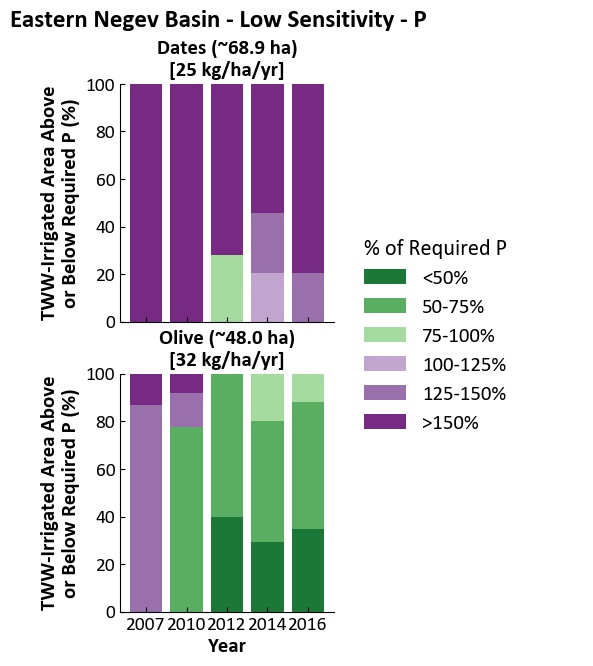 Eastern Negev Basin - Low Sensitivity - P
Dates (~68.9 ha)
[25 kg/ha/yr]
TWW-Irrigated Area Above
or Below Required P (%)
100
80
60
40
20
0
Olive (~48.0 ha)
[32 kg/ha/yr]
TWW-Irrigated Area Above
or Below Required P (%)
100
80
60
40
20
0
2007 2010 2012 2014 2016
Year
% of Required P
<50%
50-75%
75-100%
100-125%
125-150%
>150%